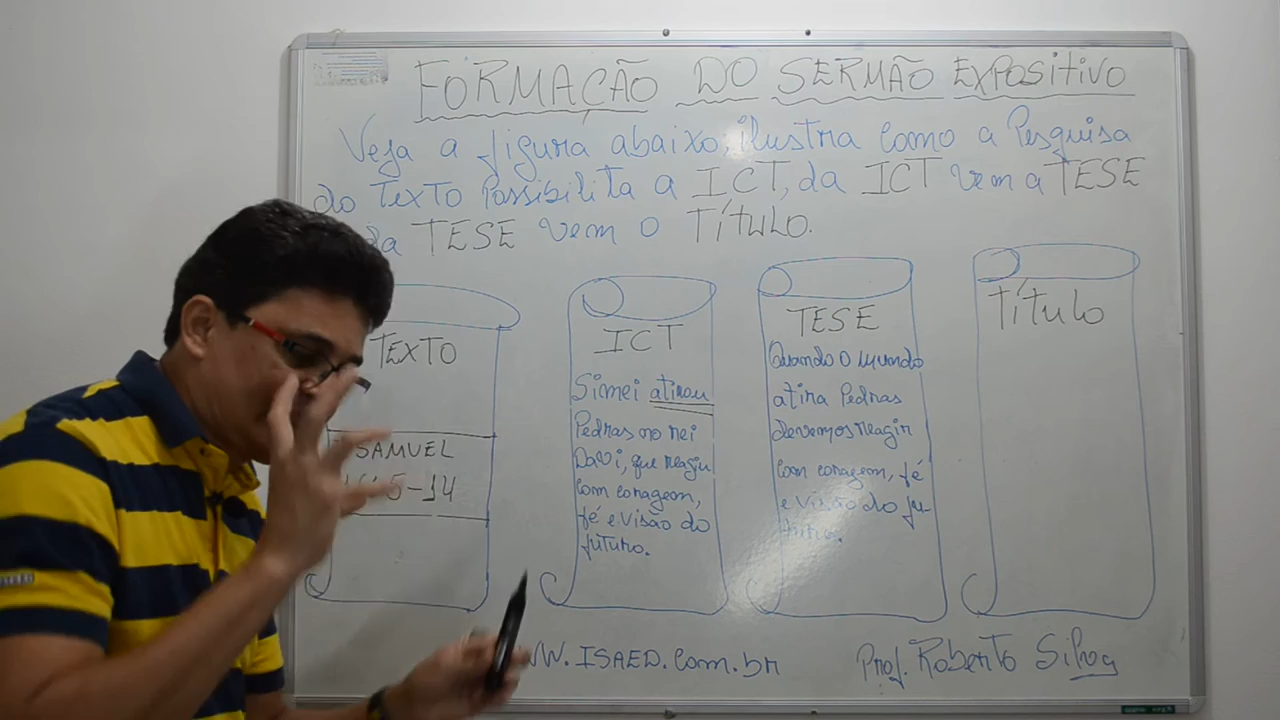 FORMAÇÃO DO SERMÃO EXPOSITIVO
Veja a figura abaixo, ilustra como a Pesquisa
do TEXTO Possibilita a ICT, da ICT vem a TESE
da TESE vem o TÍTULO.
TEXTO
SAMUEL
5-14
ICT
Simei atirou
Pedras no rei
Davi, que reagiu
com coragem,
fé e visão do
futuro.
TESE
Quando o mundo
atira Pedras
devemos reagir
com coragem, fé
e visão do fu-
turo.
TÍTULO
WW.ISAED.com.br
Prof. Roberto Silva